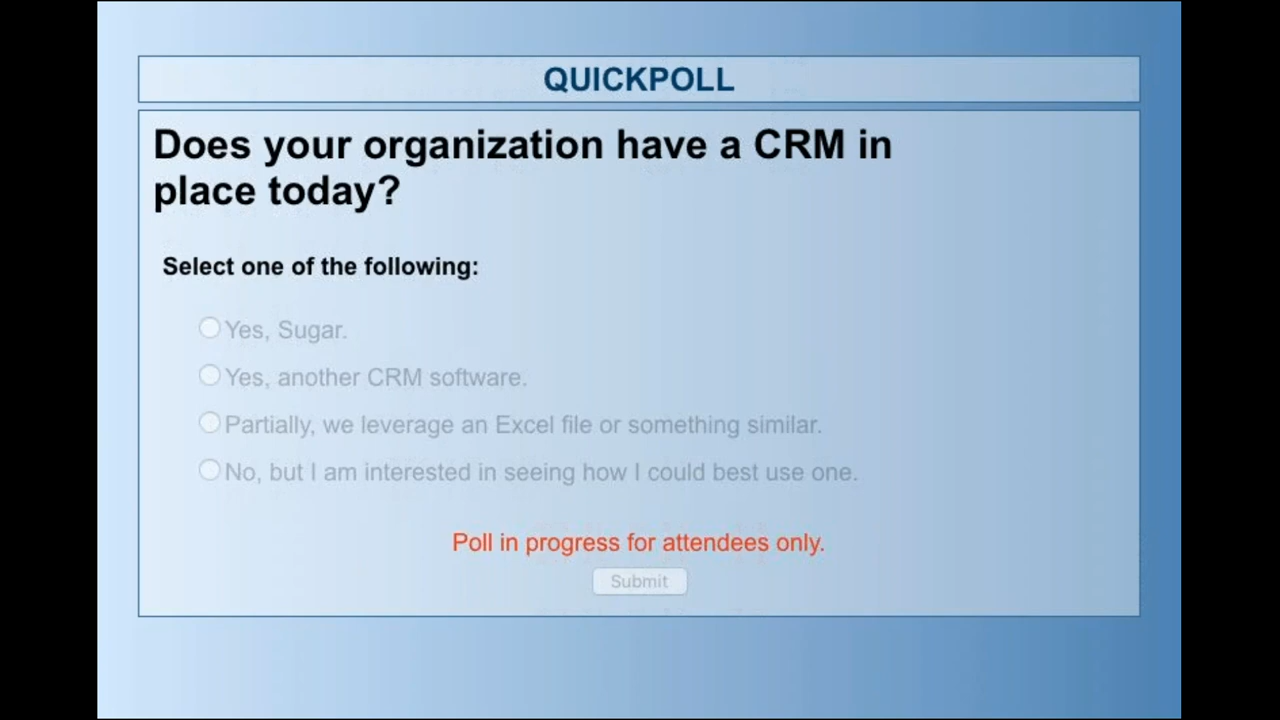 QUICKPOLL
Does your organization have a CRM in
place today?
Select one of the following:
Yes, Sugar.
Yes, another CRM software.
Partially, we leverage an Excel file or something similar.
No, but I am interested in seeing how I could best use one.
Poll in progress for attendees only.
Submit